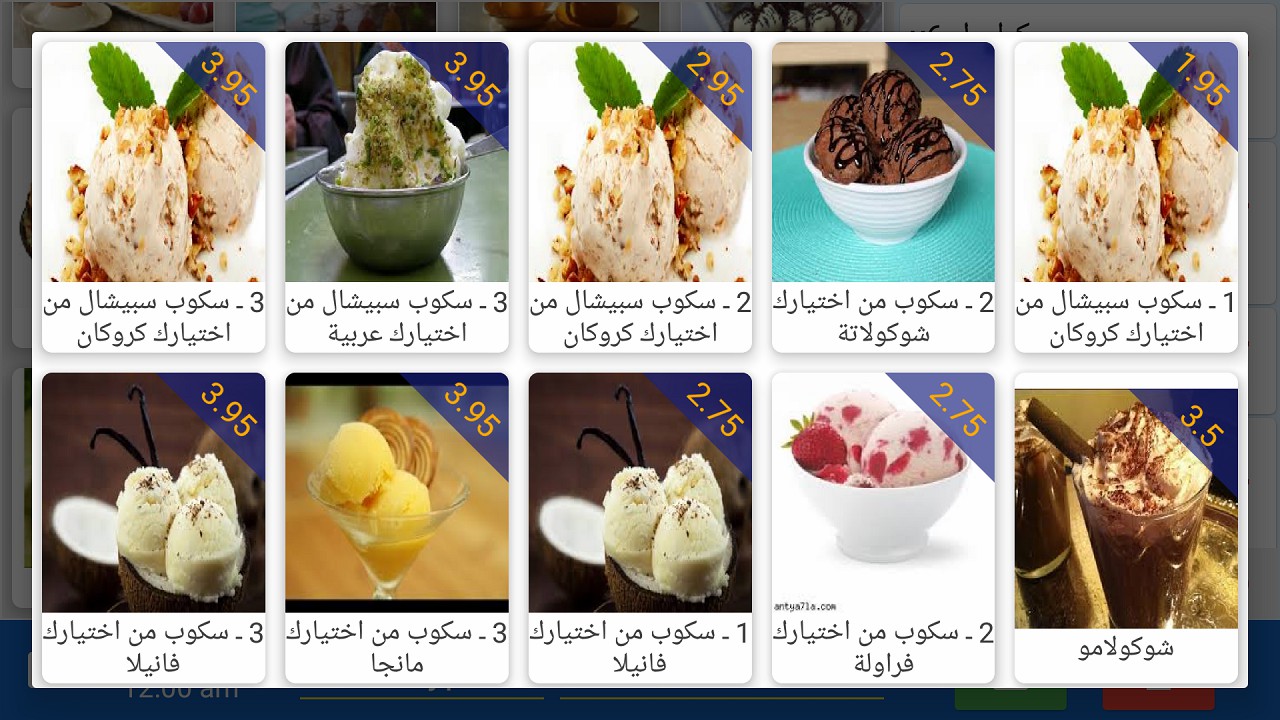 1.95
1 ـ سكوب سبيشال من
اختيارك كروكان
2.75
2 ـ سكوب من اختيارك
شوكولاتة
2.95
2 ـ سكوب سبيشال من
اختيارك كروكان
3.95
3 ـ سكوب سبيشال من
اختيارك عربية
3.95
3 ـ سكوب سبيشال من
اختيارك كروكان
3.5
شوكولامو
2.75
antya7la.com
2 ـ سكوب من اختيارك
فراولة
2.75
1 ـ سكوب من اختيارك
فانيلا
3.95
3 ـ سكوب من اختيارك
مانجا
3.95
3 ـ سكوب من اختيارك
فانيلا
12:00 am